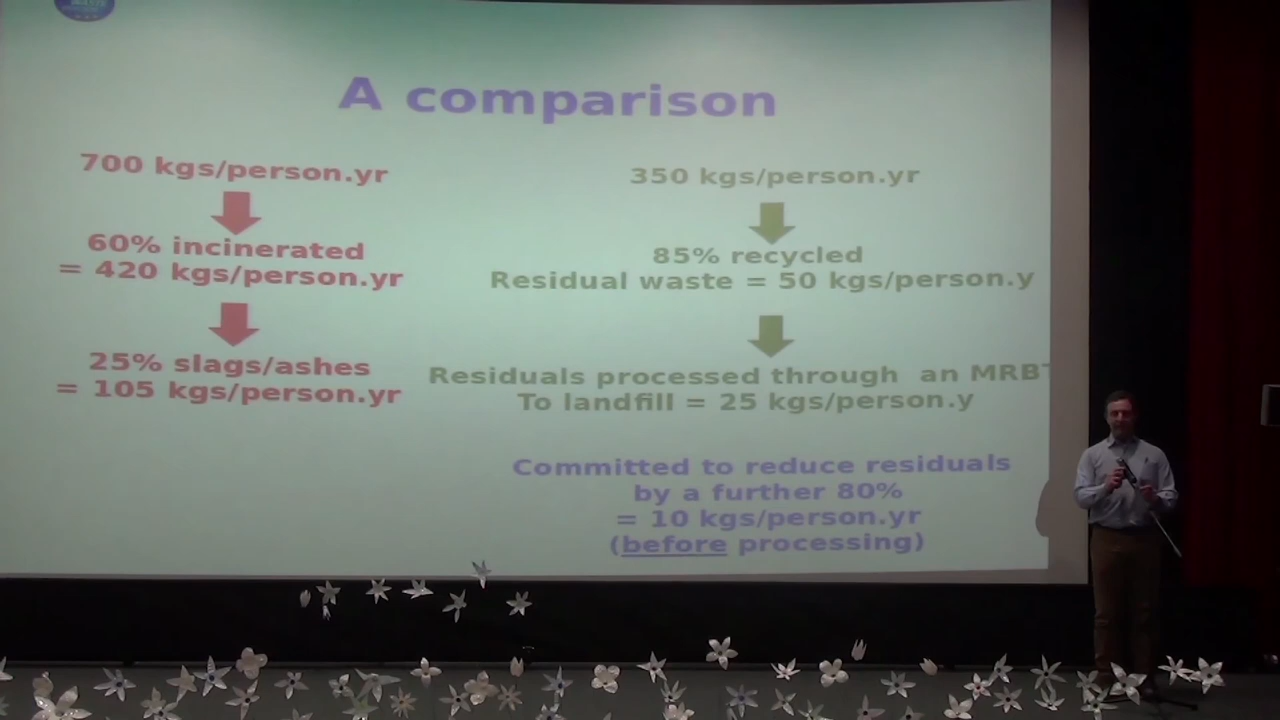 WASTE
A comparison
700 kgs/person.yr
60% incinerated
= 420 kgs/person.yr
25% slags/ashes
= 105 kgs/person.yr
350 kgs/person.yr
85% recycled
Residual waste = 50 kgs/person.y
Residuals processed through an MRBT
To landfill = 25 kgs/person.y
Committed to reduce residuals
by a further 80%
= 10 kgs/person.yr
(before processing)